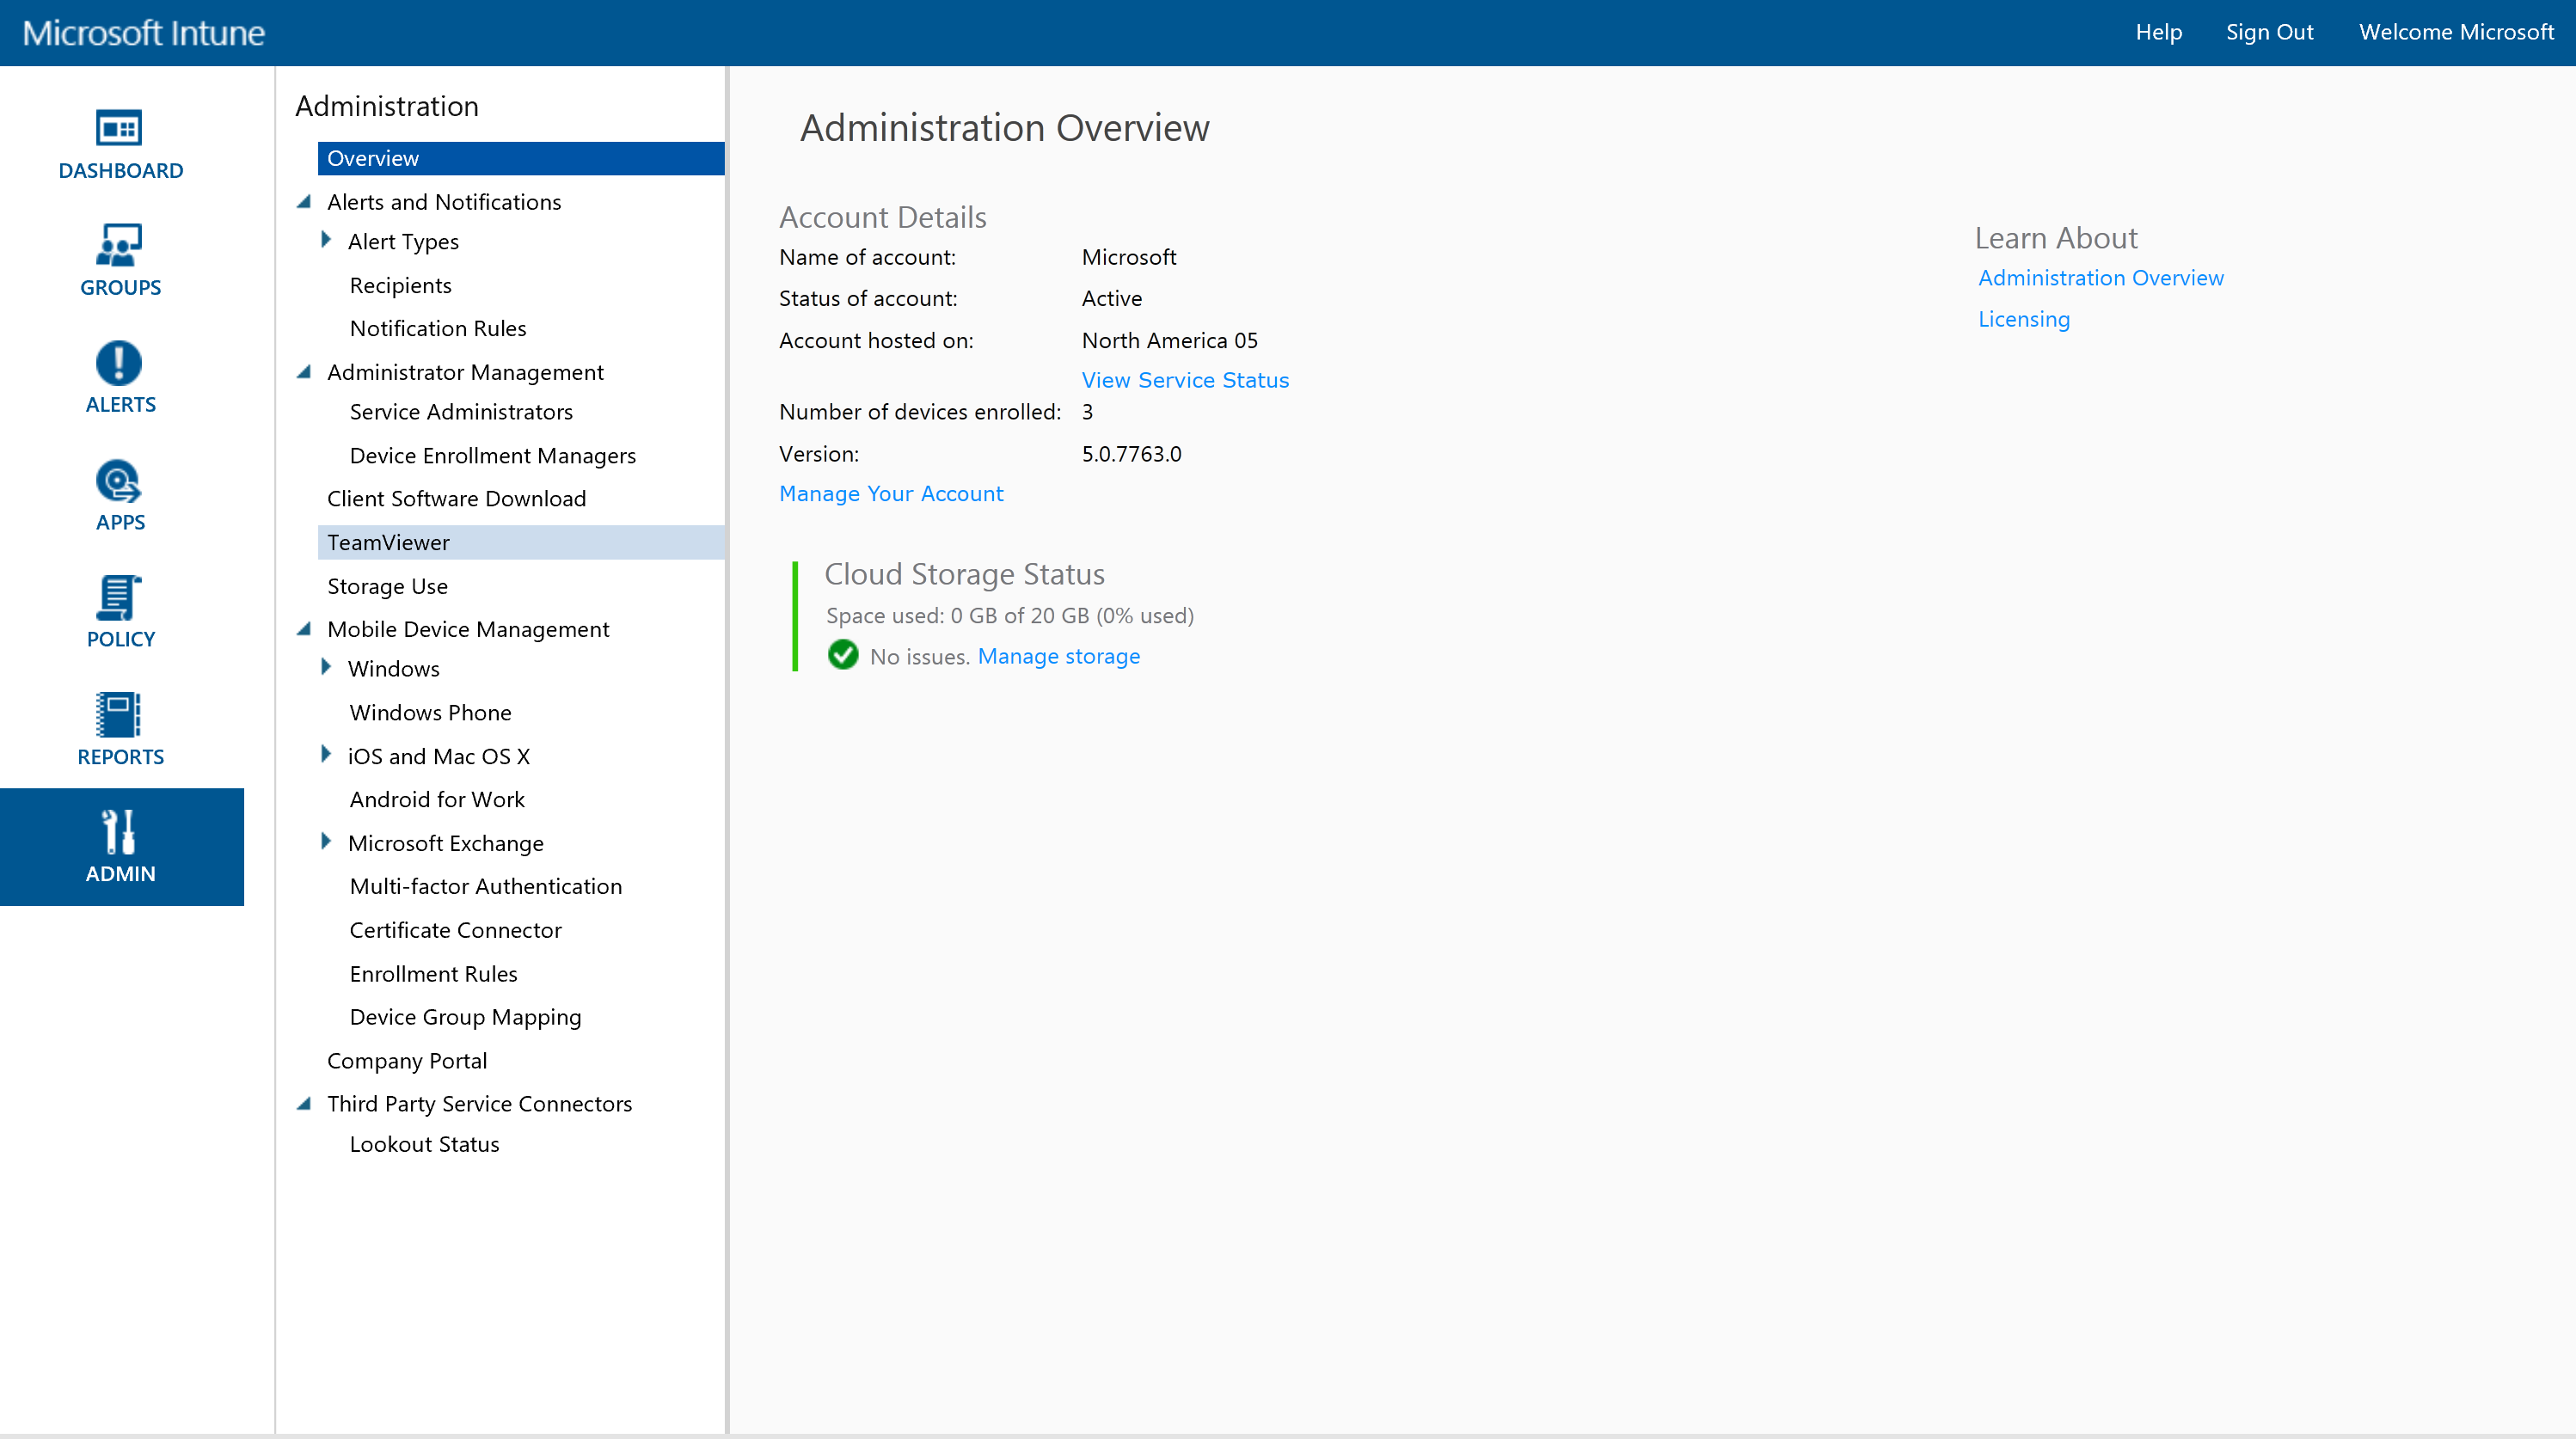 Microsoft Intune
Help Sign Out Welcome Microsoft
DASHBOARD
GROUPS
ALERTS
APPS
POLICY
REPORTS
ADMIN
Administration
Overview
Alerts and Notifications
Alert Types
Recipients
Notification Rules
Administrator Management
Service Administrators
Device Enrollment Managers
Client Software Download
TeamViewer
Storage Use
Mobile Device Management
Windows
Windows Phone
iOS and Mac OS X
Android for Work
Microsoft Exchange
Multi-factor Authentication
Certificate Connector
Enrollment Rules
Device Group Mapping
Company Portal
Third Party Service Connectors
Lookout Status
Administration Overview
Account Details
Name of account: Microsoft
Status of account: Active
Account hosted on: North America 05
View Service Status
Number of devices enrolled: 3
Version: 5.0.7763.0
Manage Your Account
Cloud Storage Status
Space used: 0 GB of 20 GB (0% used)
No issues. Manage storage
Learn About
Administration Overview
Licensing